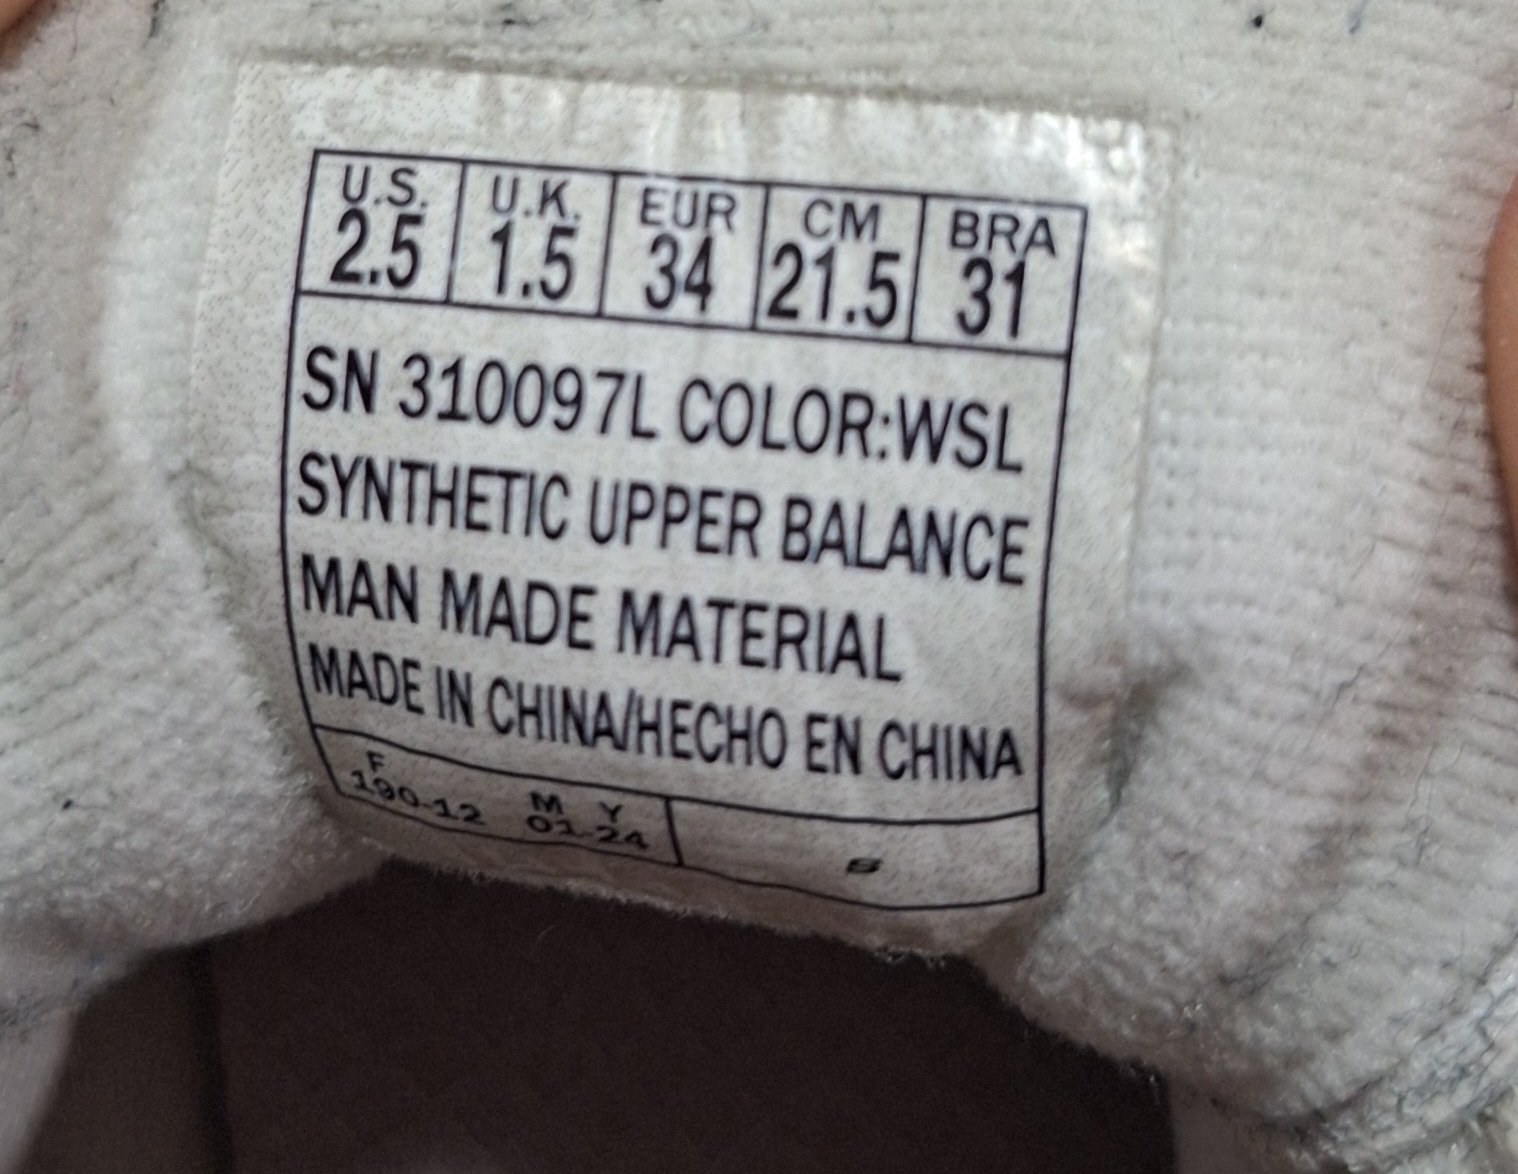 U.S. U.K. EUR CM BRA
2.5 1.5 34 21.5 31
SN 310097L COLOR:WSL
SYNTHETIC UPPER BALANCE
MAN MADE MATERIAL
MADE IN CHINA/HECHO EN CHINA
F M Y
190-12 01-24 S